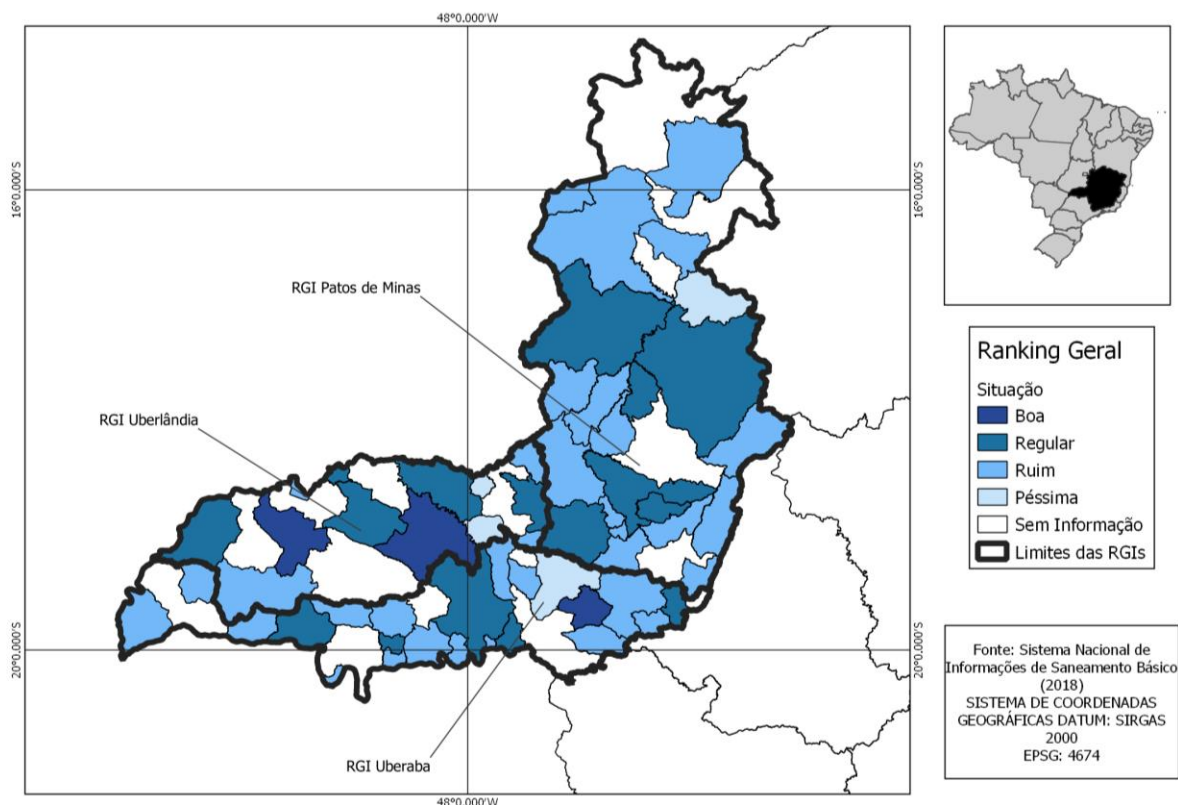 48°0.000'W
16°0.000'S
16°0.000'S
RGI Patos de Minas
RGI Uberlândia
20°0.000'S
20°0.000'S
RGI Uberaba
48°0.000'W
Ranking Geral
Situação
Boa
Regular
Ruim
Péssima
Sem Informação
Limites das RGIs
Fonte: Sistema Nacional de
Informações de Saneamento Básico
(2018)
SISTEMA DE COORDENADAS
GEOGRÁFICAS DATUM: SIRGAS
2000
EPSG: 4674